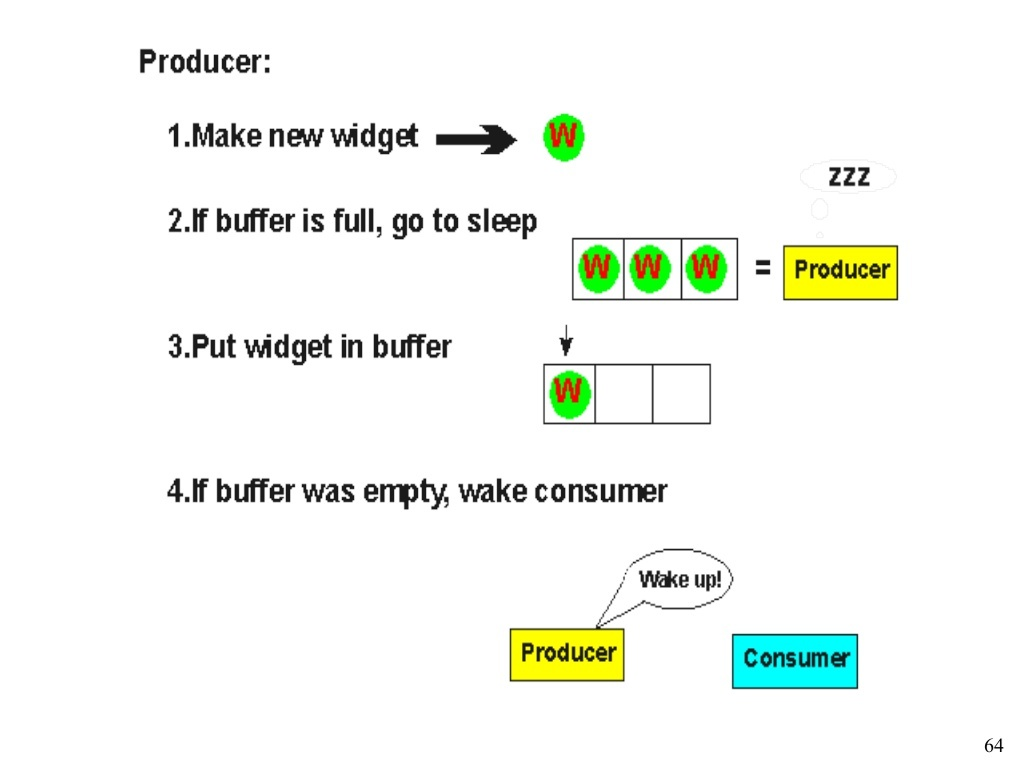 Producer:
1.Make new widget
W
zzz
2.If buffer is full, go to sleep
W W W = Producer
3.Put widget in buffer
W
4.If buffer was empty, wake consumer
Wake up!
Producer
Consumer
64